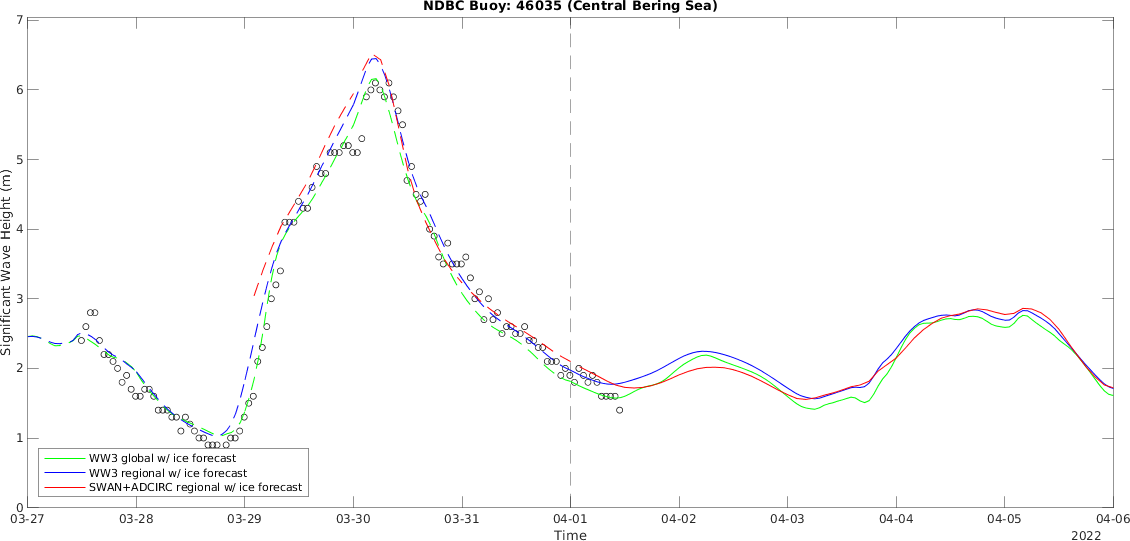 NDBC Buoy: 46035 (Central Bering Sea)
7
6
5
4
3
2
1
0
Significant Wave Height (m)
WW3 global w/ ice forecast
WW3 regional w/ ice forecast
SWAN+ADCIRC regional w/ ice forecast
03-27 03-28 03-29 03-30 03-31 04-01 04-02 04-03 04-04 04-05 04-06
Time
2022